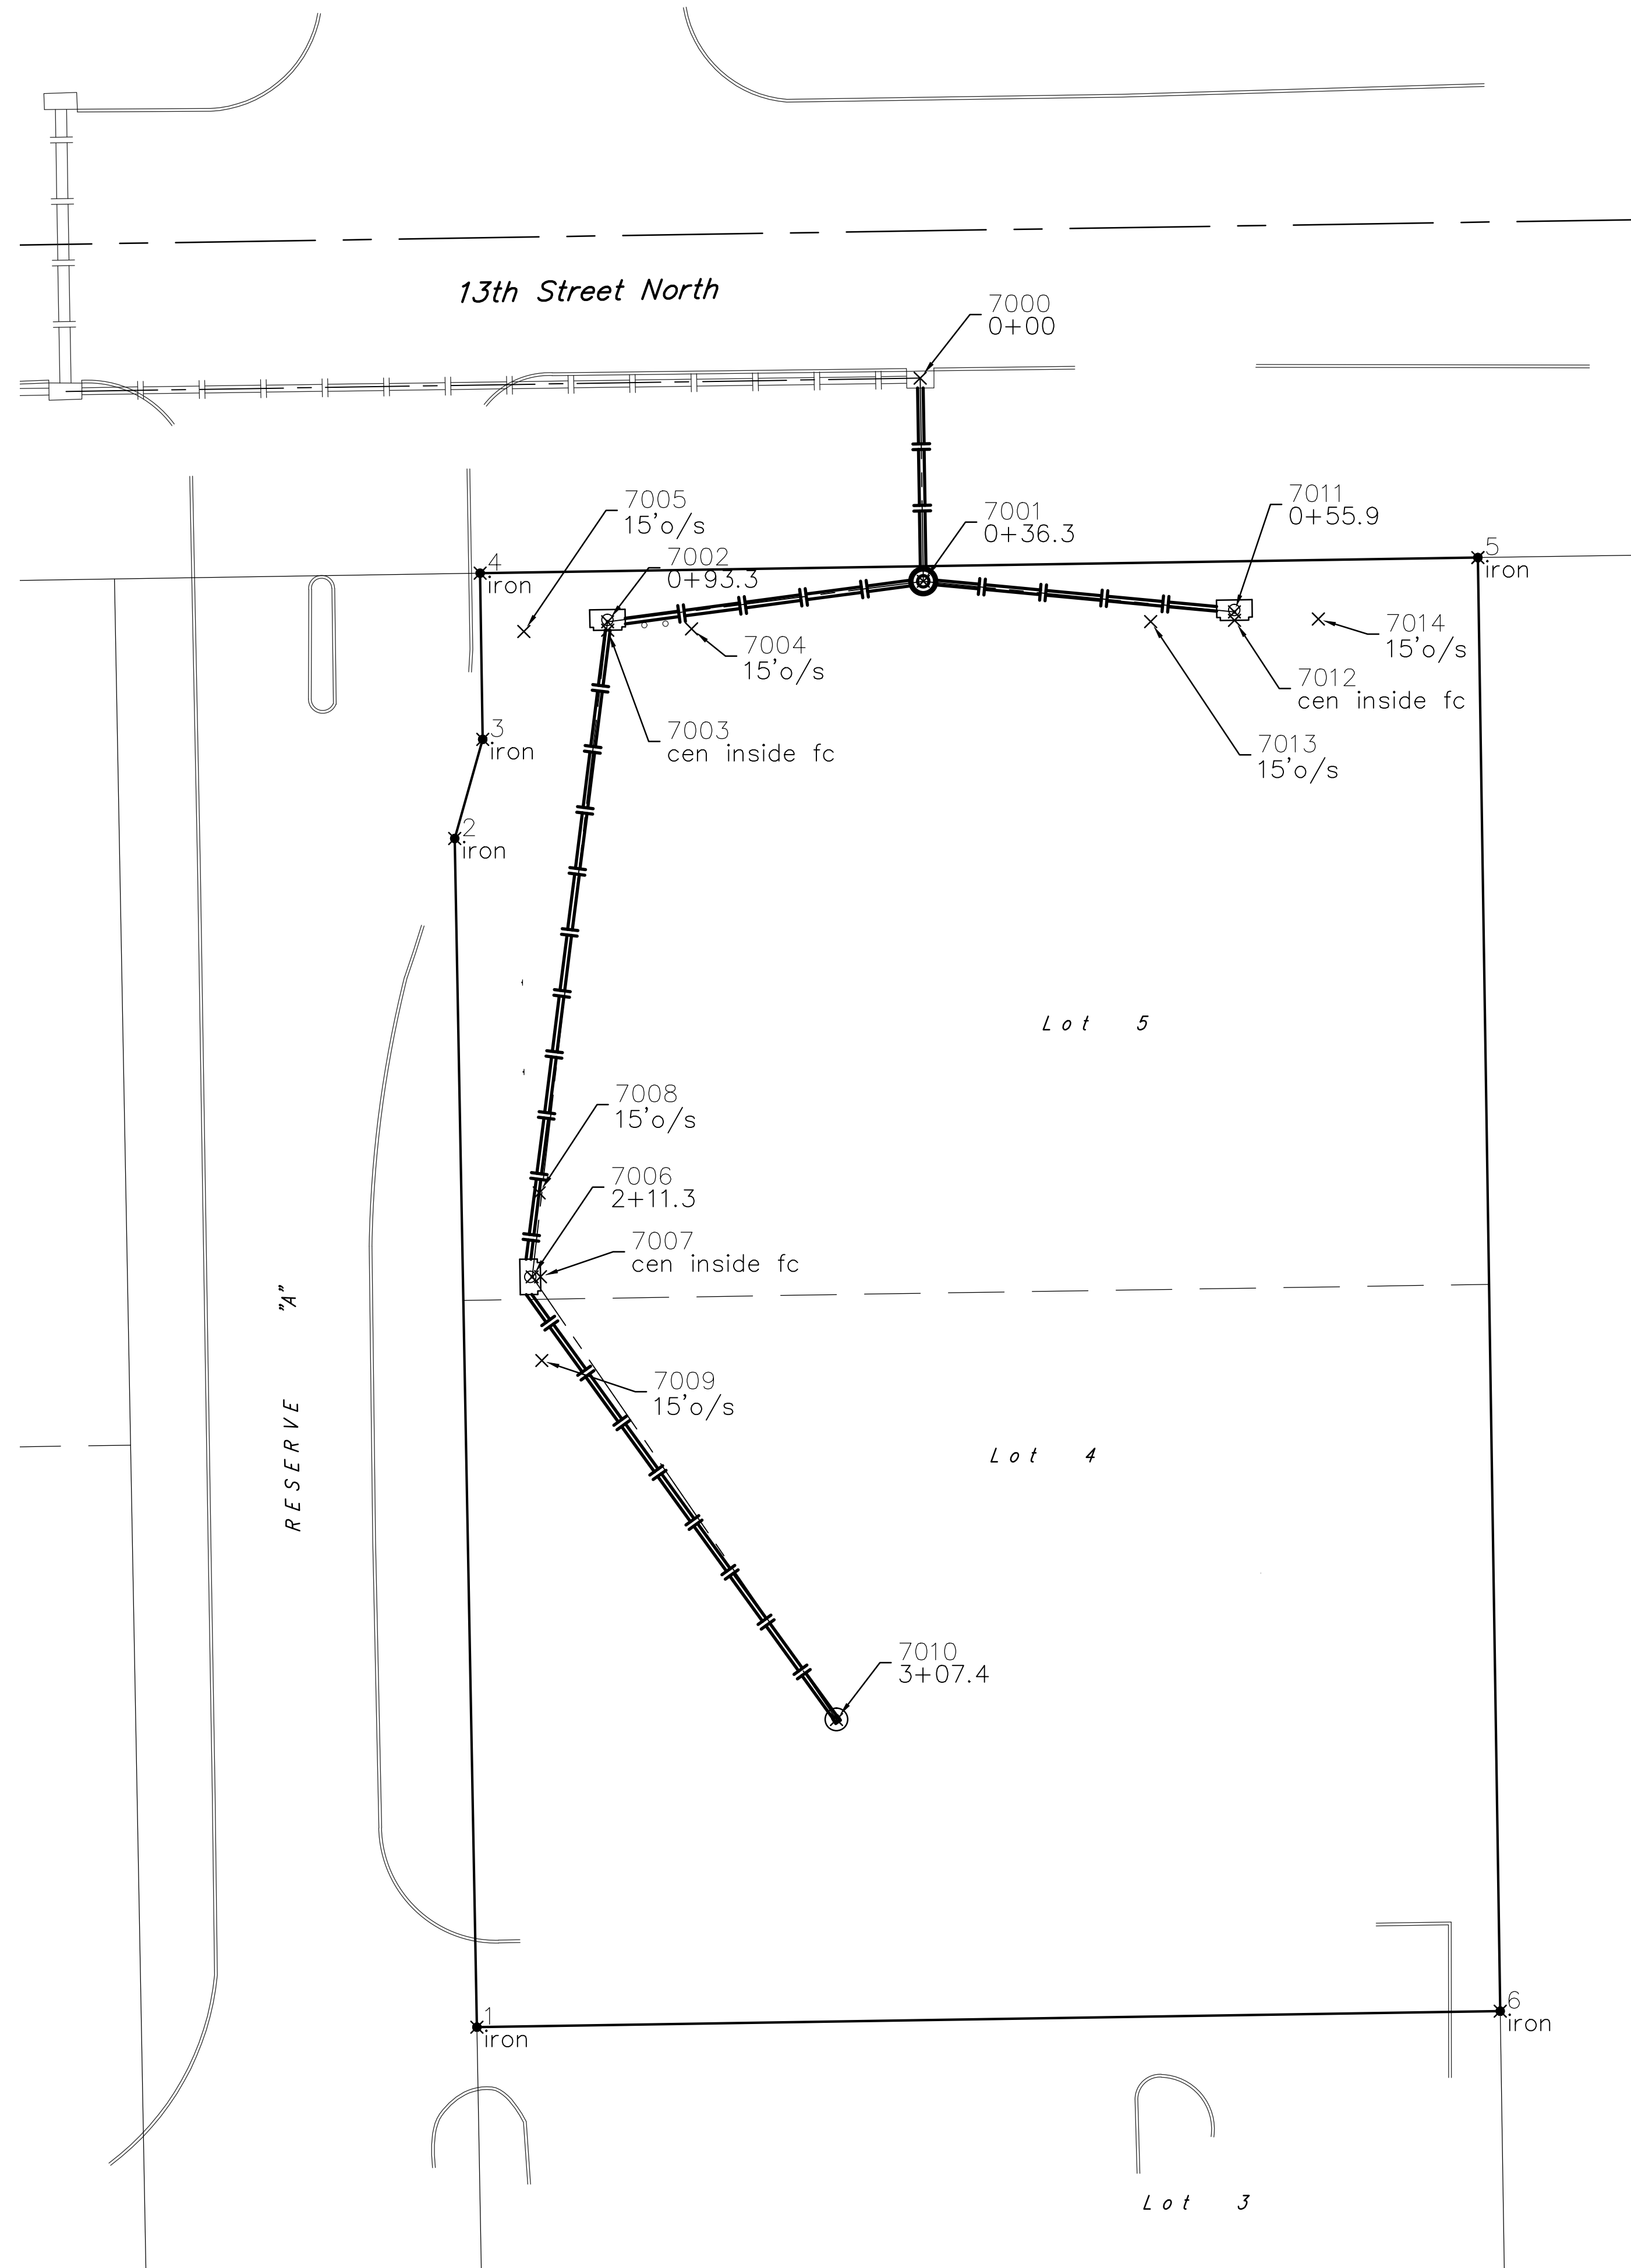 13th Street North
7000
0+00
7005
15'o/s
7001
0+36.3
7011
0+55.9
4
iron
7002
0+93.3
5
iron
7004
15'o/s
7014
15'o/s
7012
cen inside fc
3
iron
7003
cen inside fc
7013
15'o/s
2
iron
Lot 5
7008
15'o/s
7006
2+11.3
7007
cen inside fc
RESERVE "A"
7009
15'o/s
Lot 4
7010
3+07.4
1
iron
6
iron
Lot 3